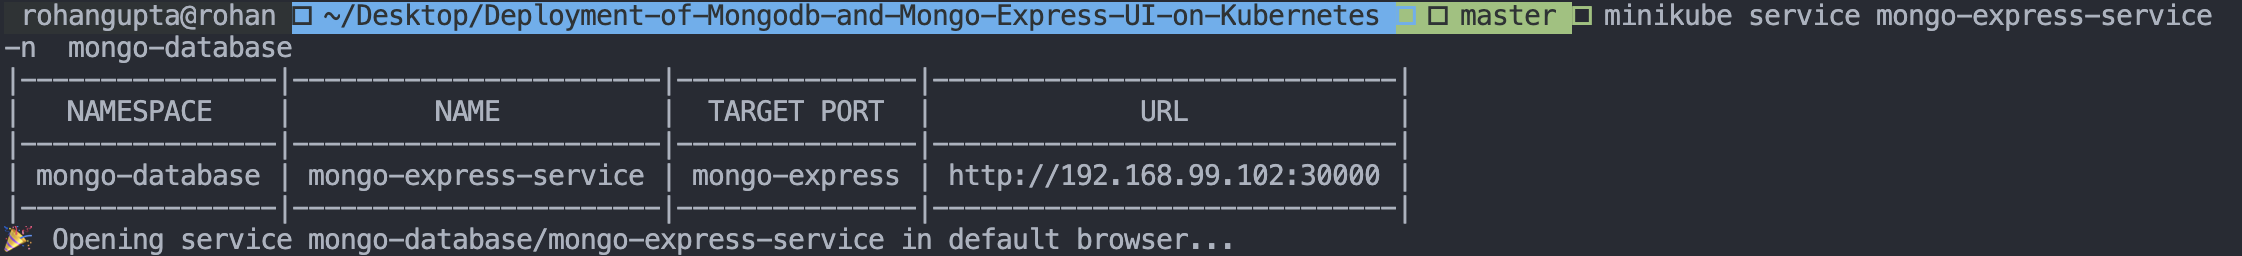 rohangupta@rohan ~/Desktop/Deployment-of-Mongodb-and-Mongo-Express-UI-on-Kubernetes master minikube service mongo-express-service
-n  mongo-database
|----------------|-----------------------|---------------|-----------------------------|
|   NAMESPACE    |         NAME          |  TARGET PORT  |             URL             |
|----------------|-----------------------|---------------|-----------------------------|
| mongo-database | mongo-express-service | mongo-express | http://192.168.99.102:30000 |
|----------------|-----------------------|---------------|-----------------------------|
🎉 Opening service mongo-database/mongo-express-service in default browser...